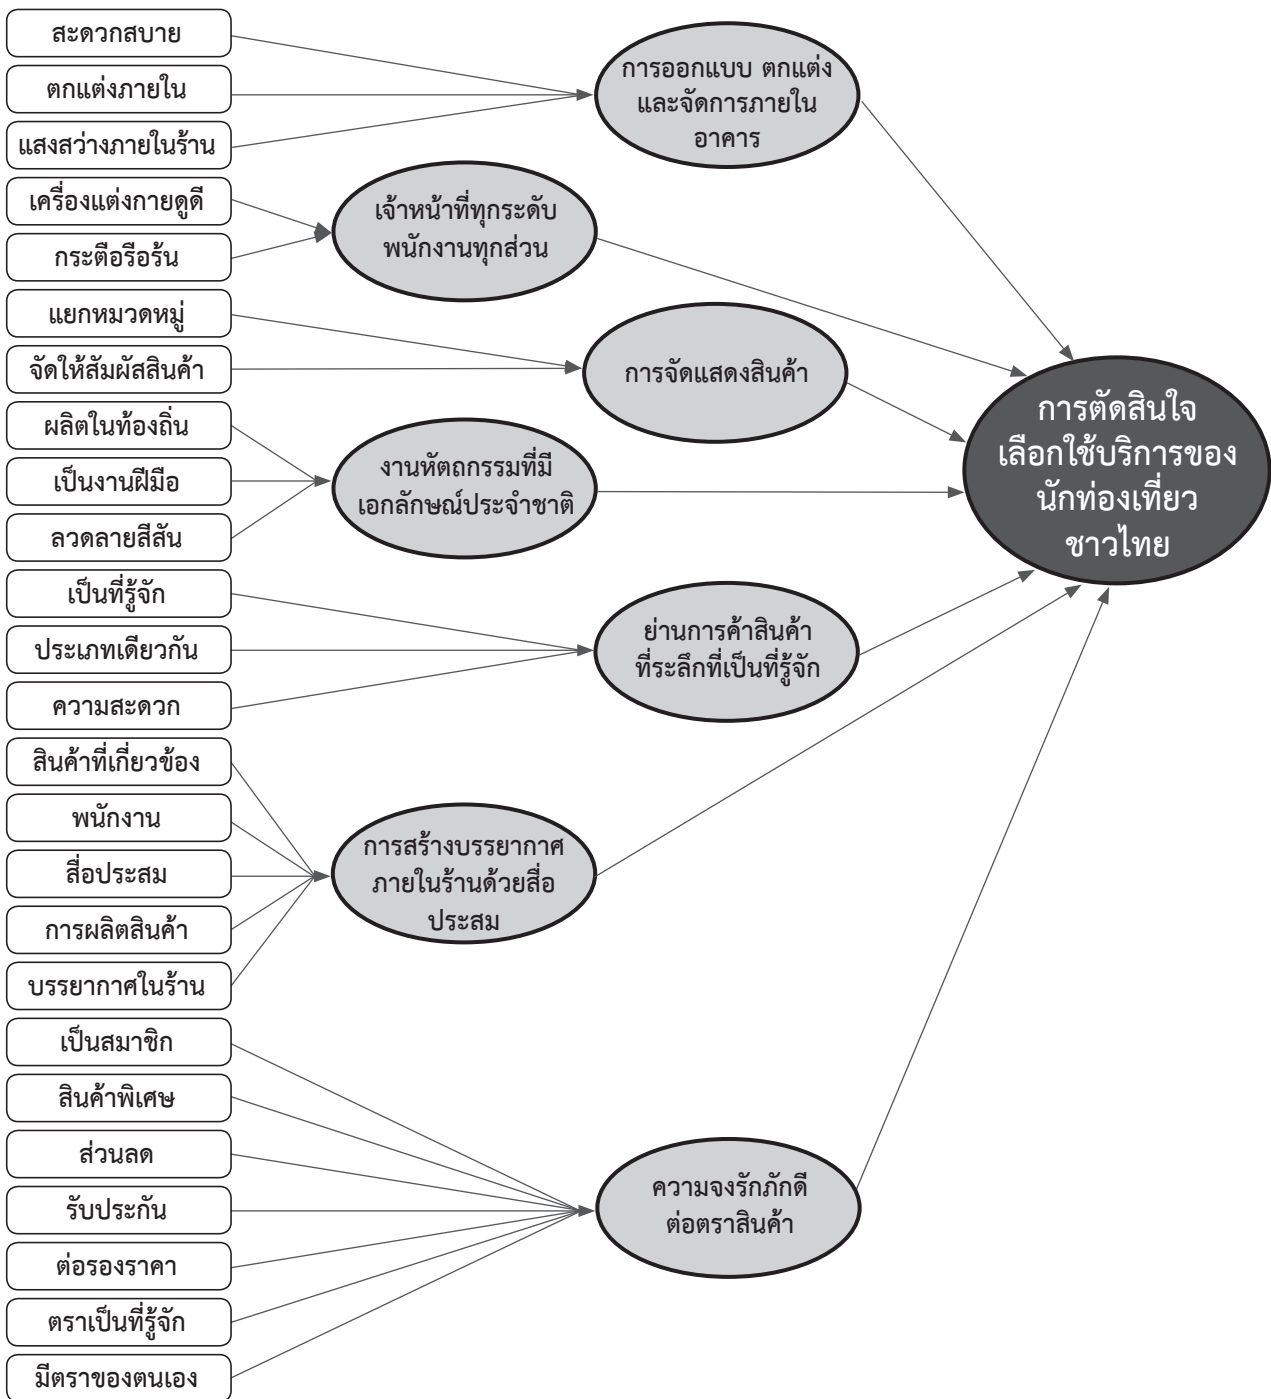 สะดวกสบาย
ตกแต่งภายใน
แสงสว่างภายในร้าน
เครื่องแต่งกายดูดี
กระตือรือร้น
แยกหมวดหมู่
จัดให้สัมผัสสินค้า
ผลิตในท้องถิ่น
เป็นงานฝีมือ
ลวดลายสีสัน
เป็นที่รู้จัก
ประเภทเดียวกัน
ความสะดวก
สินค้าที่เกี่ยวข้อง
พนักงาน
สื่อประสม
การผลิตสินค้า
บรรยากาศในร้าน
เป็นสมาชิก
สินค้าพิเศษ
ส่วนลด
รับประกัน
ต่อรองราคา
ตราเป็นที่รู้จัก
มีตราของตนเอง
การออกแบบ ตกแต่ง
และจัดการภายใน
อาคาร
เจ้าหน้าที่ทุกระดับ
พนักงานทุกส่วน
การจัดแสดงสินค้า
งานหัตถกรรมที่มี
เอกลักษณ์ประจำชาติ
ย่านการค้าสินค้า
ที่ระลึกที่เป็นที่รู้จัก
การสร้างบรรยากาศ
ภายในร้านด้วยสื่อ
ประสม
ความจงรักภักดี
ต่อตราสินค้า
การตัดสินใจ
เลือกใช้บริการของ
นักท่องเที่ยว
ชาวไทย